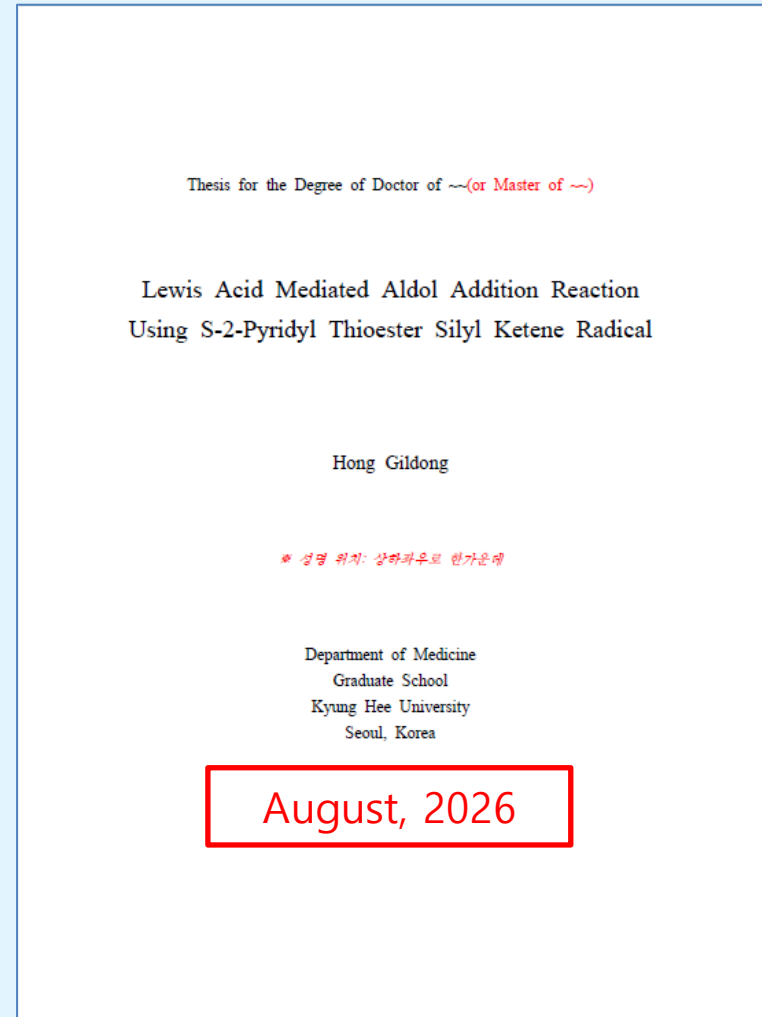 Thesis for the Degree of Doctor of ~~(or Master of ~~)
Lewis Acid Mediated Aldol Addition Reaction
Using S-2-Pyridyl Thioester Silyl Ketene Radical
Hong Gildong
※ 성명 위치: 상하좌우로 한가운데
Department of Medicine
Graduate School
Kyung Hee University
Seoul, Korea
August, 2026